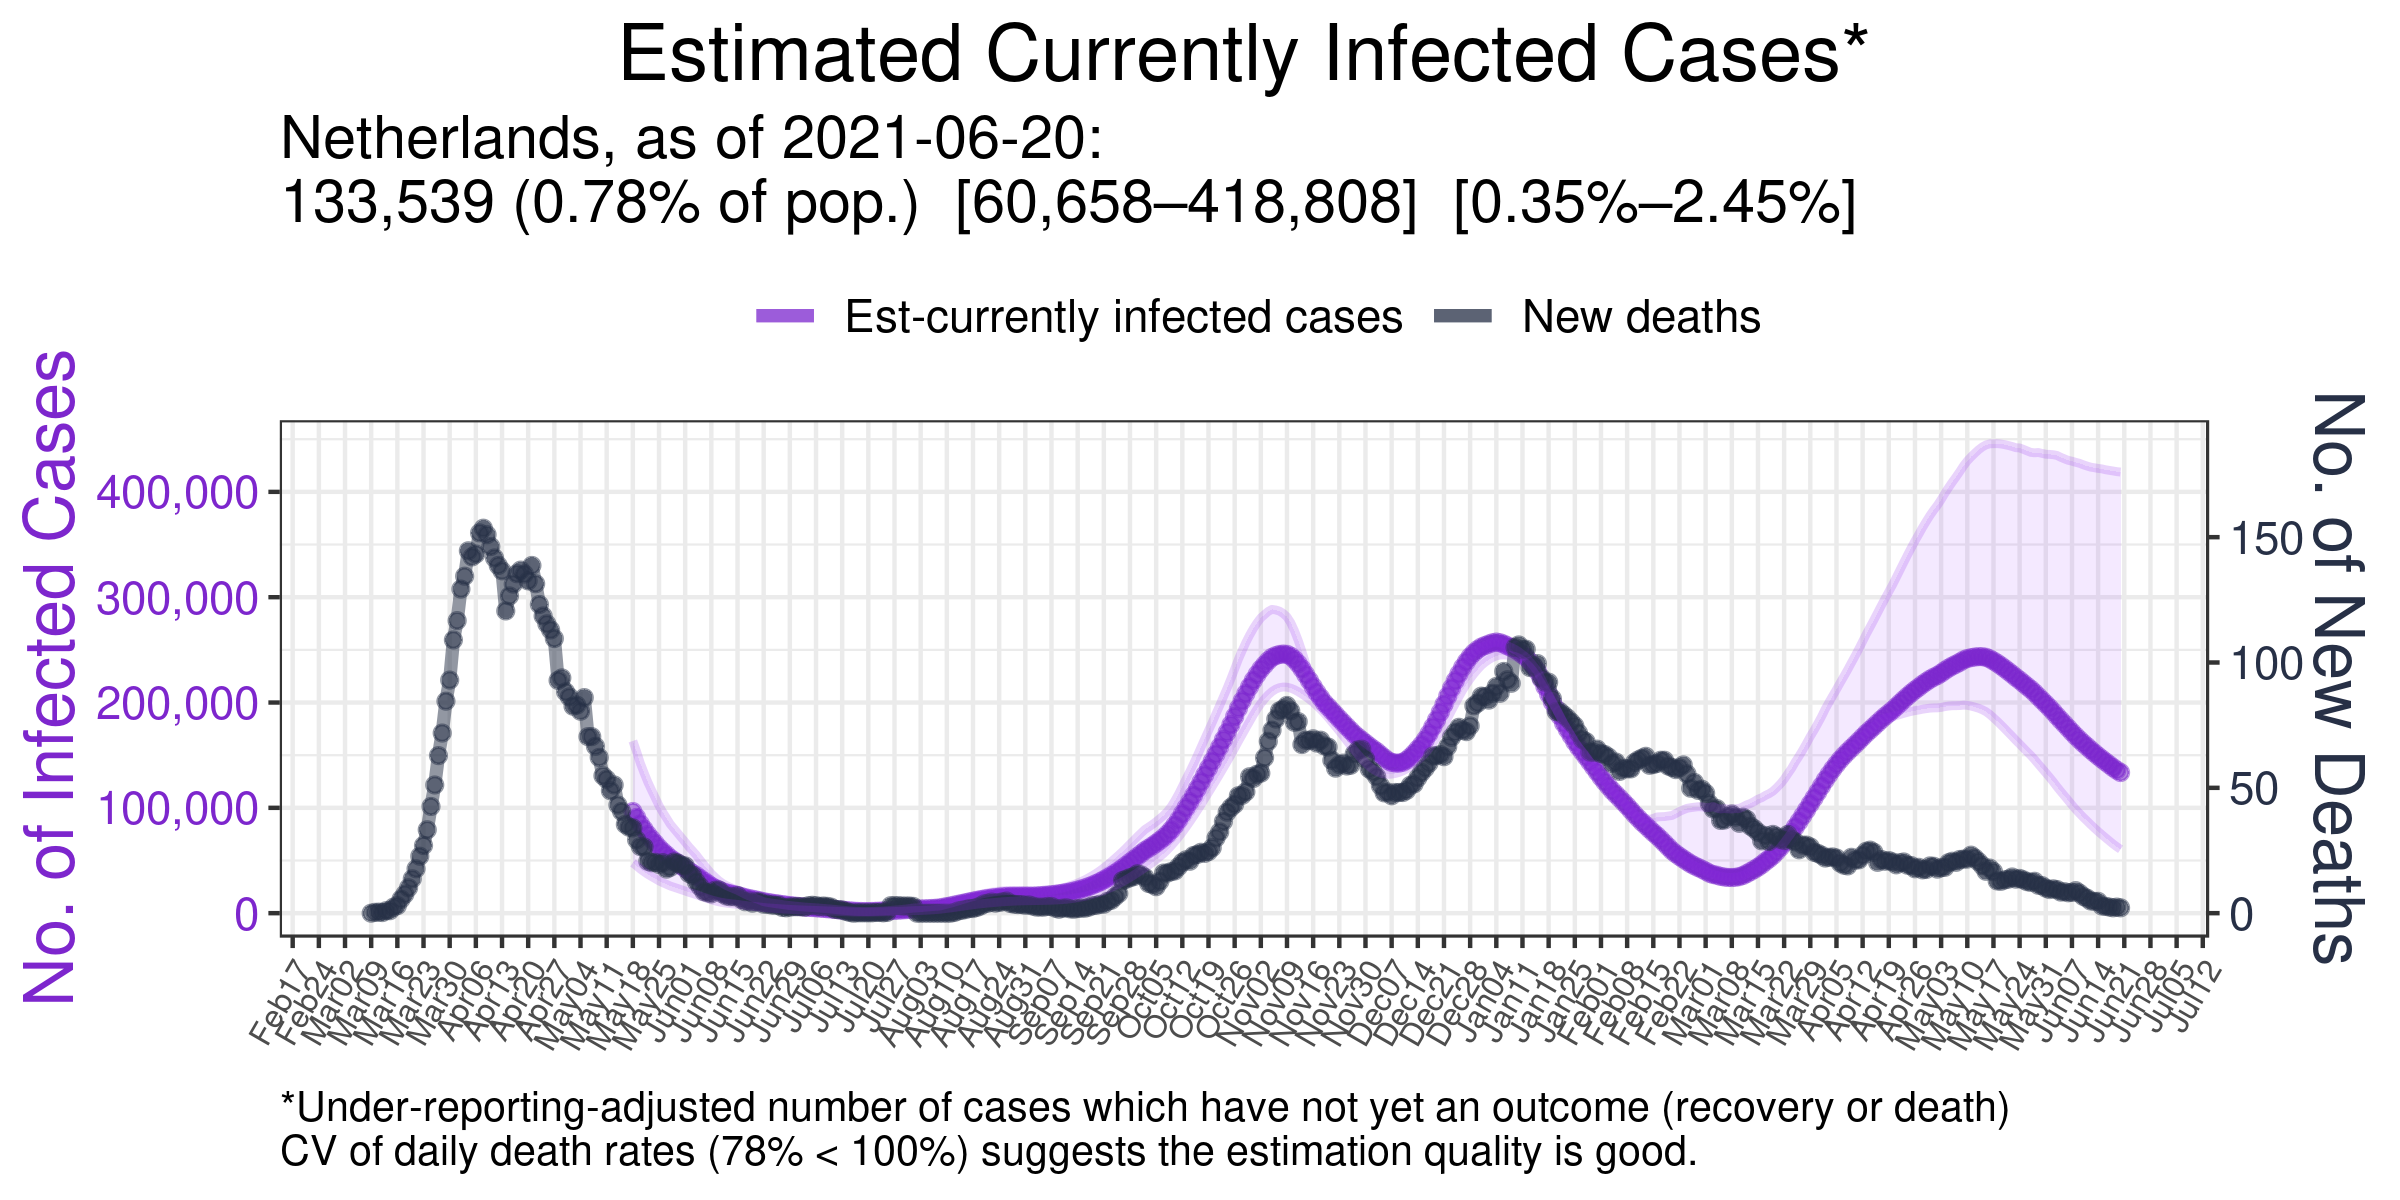 Estimated Currently Infected Cases*
Netherlands, as of 2021-06-20:
133,539 (0.78% of pop.) [60,658–418,808] [0.35%–2.45%]
Est-currently infected cases
New deaths
No. of Infected Cases
400,000
300,000
200,000
100,000
0
No. of New Deaths
150
100
50
0
Feb17
Feb24
Mar02
Mar09
Mar16
Mar23
Mar30
Apr06
Apr13
Apr20
Apr27
May04
May11
May18
May25
Jun01
Jun08
Jun15
Jun22
Jun29
Jul06
Jul13
Jul20
Jul27
Aug03
Aug10
Aug17
Aug24
Aug31
Sep07
Sep14
Sep21
Sep28
Oct05
Oct12
Oct19
Oct26
Nov02
Nov09
Nov16
Nov23
Nov30
Dec07
Dec14
Dec21
Dec28
Jan04
Jan11
Jan18
Jan25
Feb01
Feb08
Feb15
Feb22
Mar01
Mar08
Mar15
Mar22
Mar29
Apr05
Apr12
Apr19
Apr26
May03
May10
May17
May24
May31
Jun07
Jun14
Jun21
Jun28
Jul05
Jul12
*Under-reporting-adjusted number of cases which have not yet an outcome (recovery or death)
CV of daily death rates (78% < 100%) suggests the estimation quality is good.